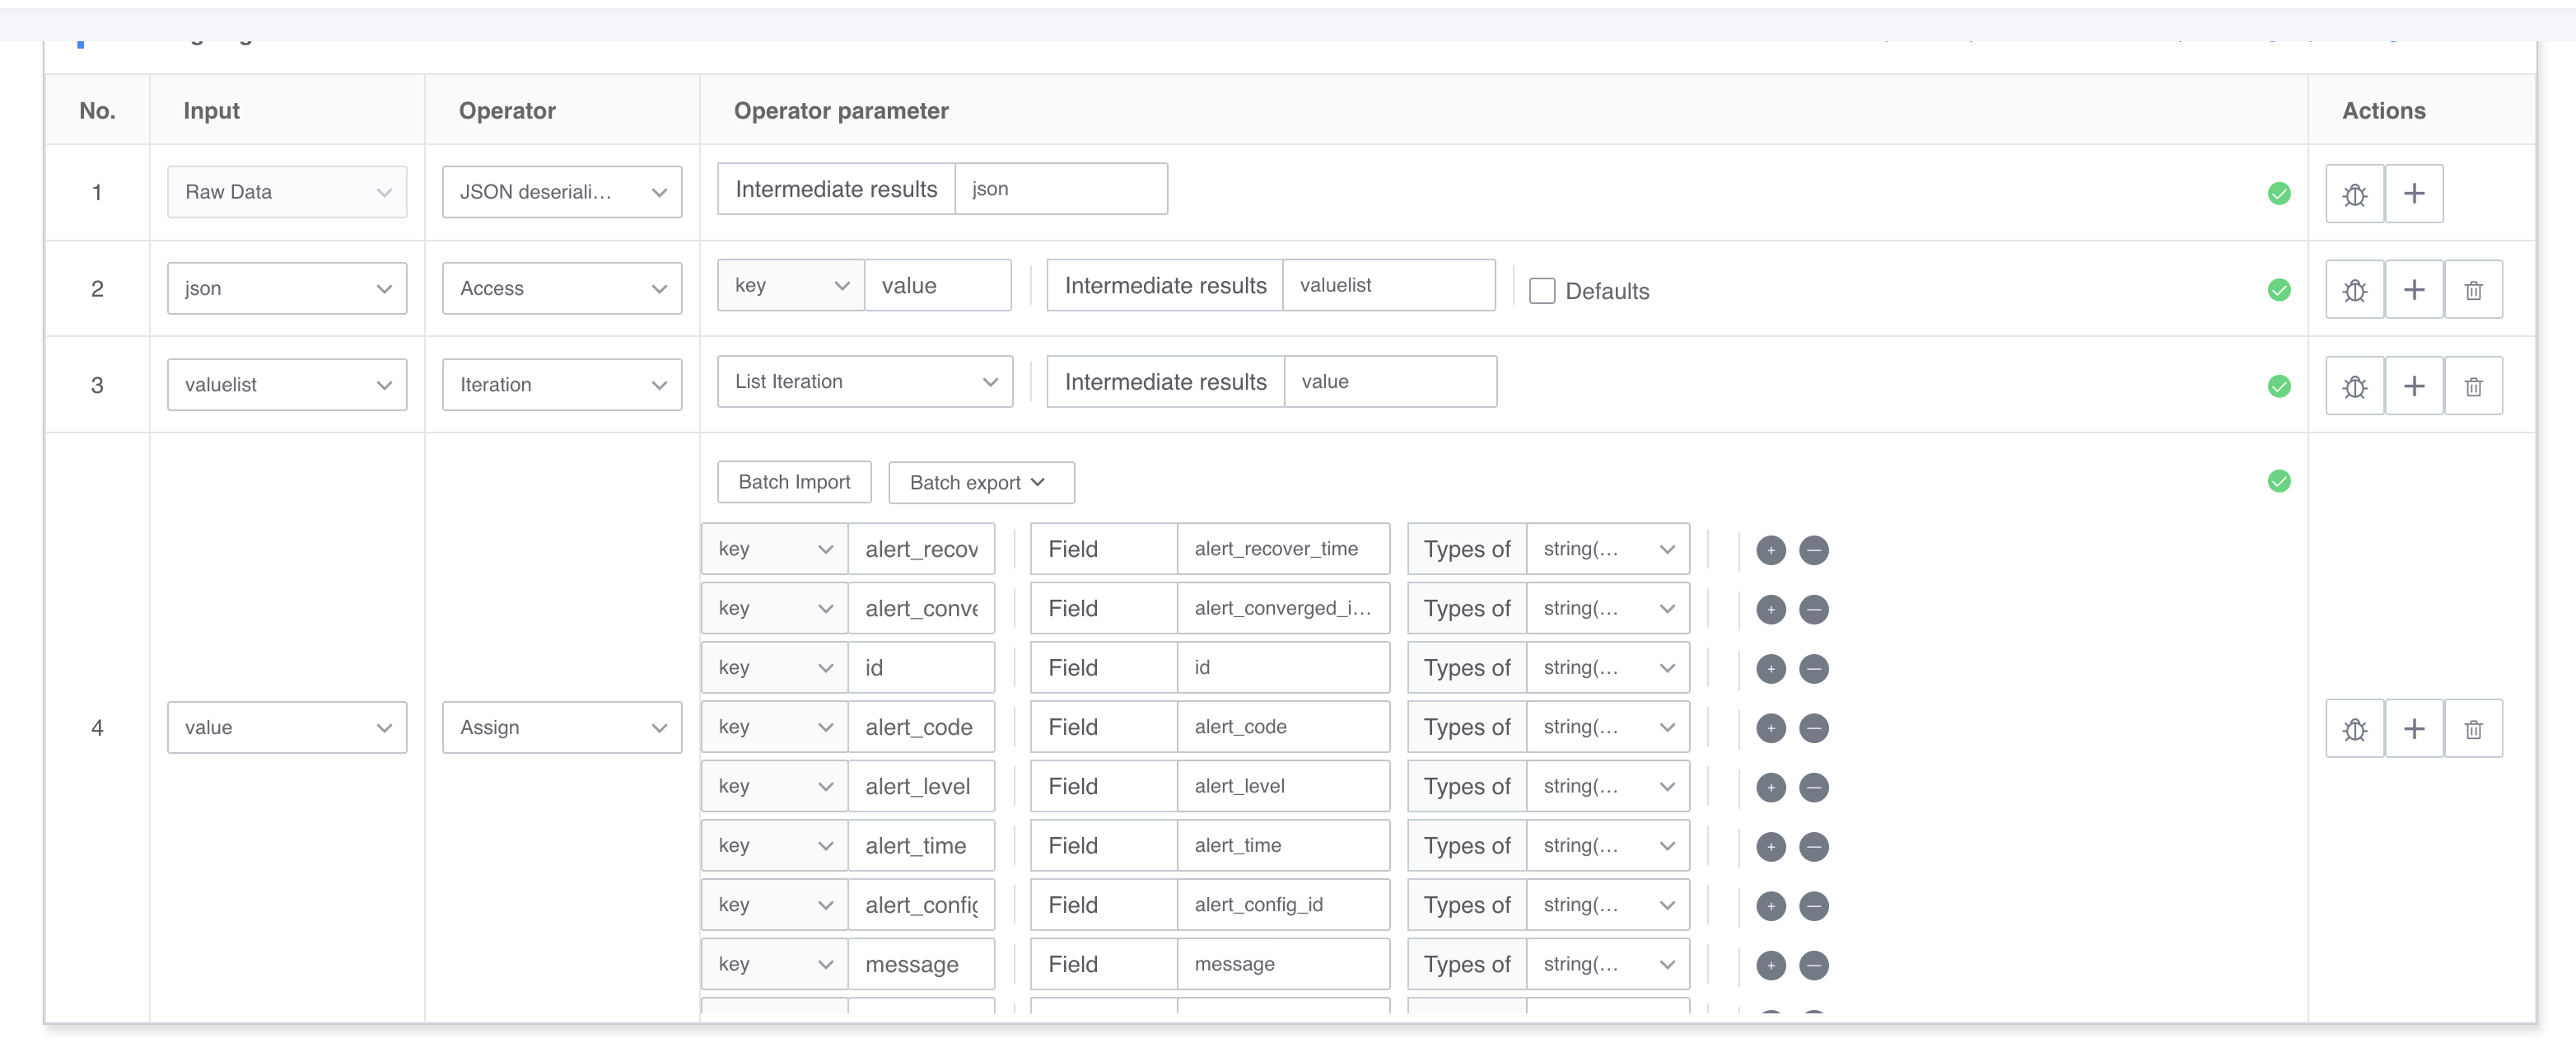 No. Input Operator Operator parameter Actions
1 Raw Data JSON deseriali... Intermediate results json
2 json Access key value Intermediate results valuelist Defaults
3 valuelist Iteration List Iteration Intermediate results value
Batch Import Batch export
key alert_recov Field alert_recover_time Types of string(...
key alert_conve Field alert_converged_i... Types of string(...
key id Field id Types of string(...
4 value Assign key alert_code Field alert_code Types of string(...
key alert_level Field alert_level Types of string(...
key alert_time Field alert_time Types of string(...
key alert_config Field alert_config_id Types of string(...
key message Field message Types of string(...